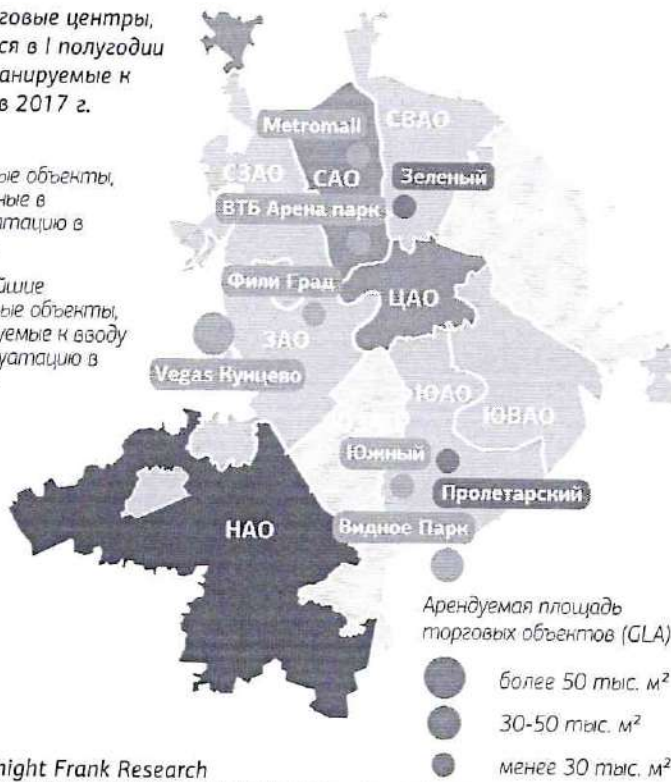 говые центры,
ся в I полугодии
анируемые к
в 2017 г.
ые объекты,
ные в
тацию в
йшие
ые объекты,
уемые к вводу
уатацию в
Metromall
СВАО
СЗАО
САО
Зеленый
ВТБ Арена парк
Фили Град
ЦАО
ЗАО
Vegas Кунцево
ЮАО
ЮВАО
Южный
Пролетарский
НАО
Видное Парк
Арендуемая площадь
торговых объектов (GLA)
более 50 тыс. м²
30-50 тыс. м²
менее 30 тыс. м²
night Frank Research